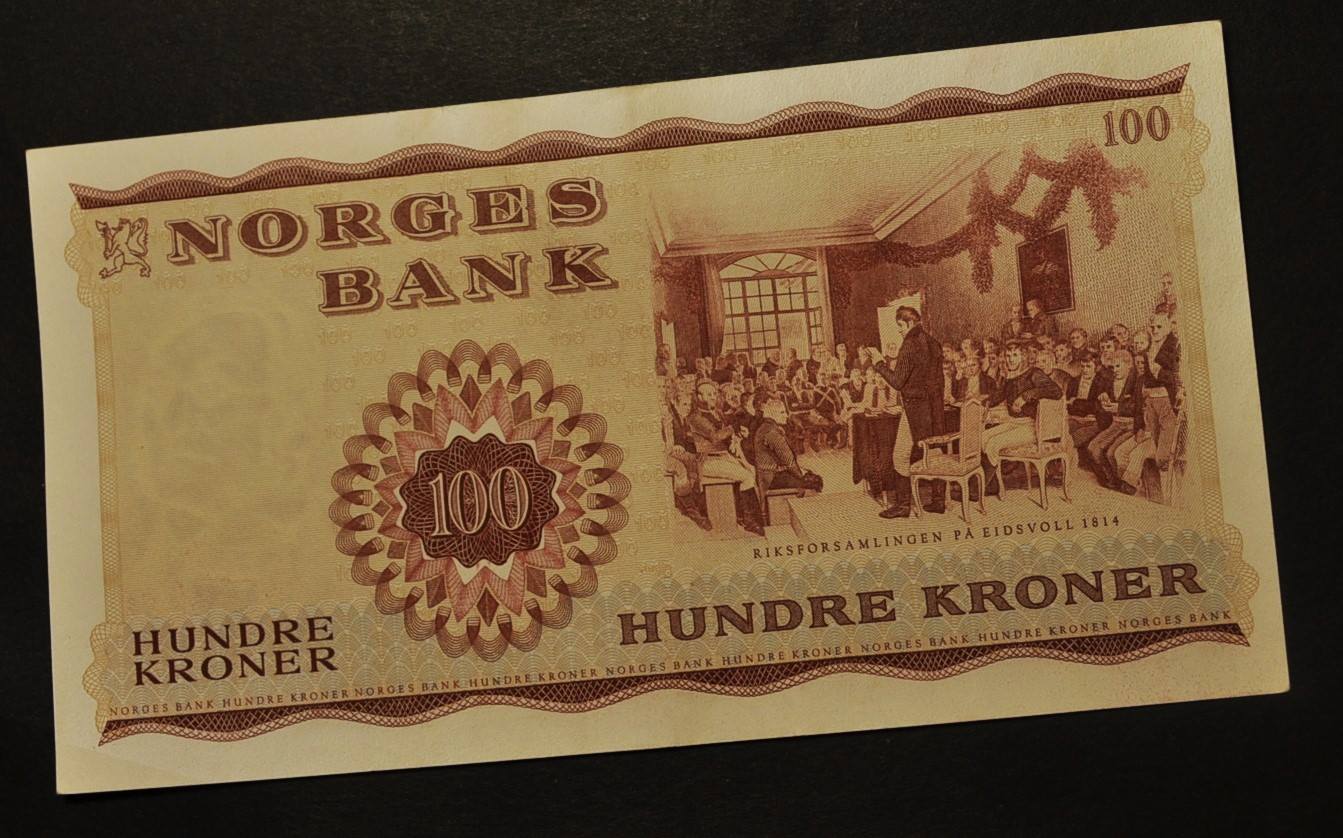 100
NORGES
BANK
100
RIKSFORSAMLINGEN PÅ EIDSVOLL 1814
HUNDRE KRONER
HUNDRE
KRONER
NORGES BANK HUNDRE KRONER NORGES BANK HUNDRE KRONER NORGES BANK HUNDRE KRONER NORGES BANK HUNDRE KRONER NORGES BANK